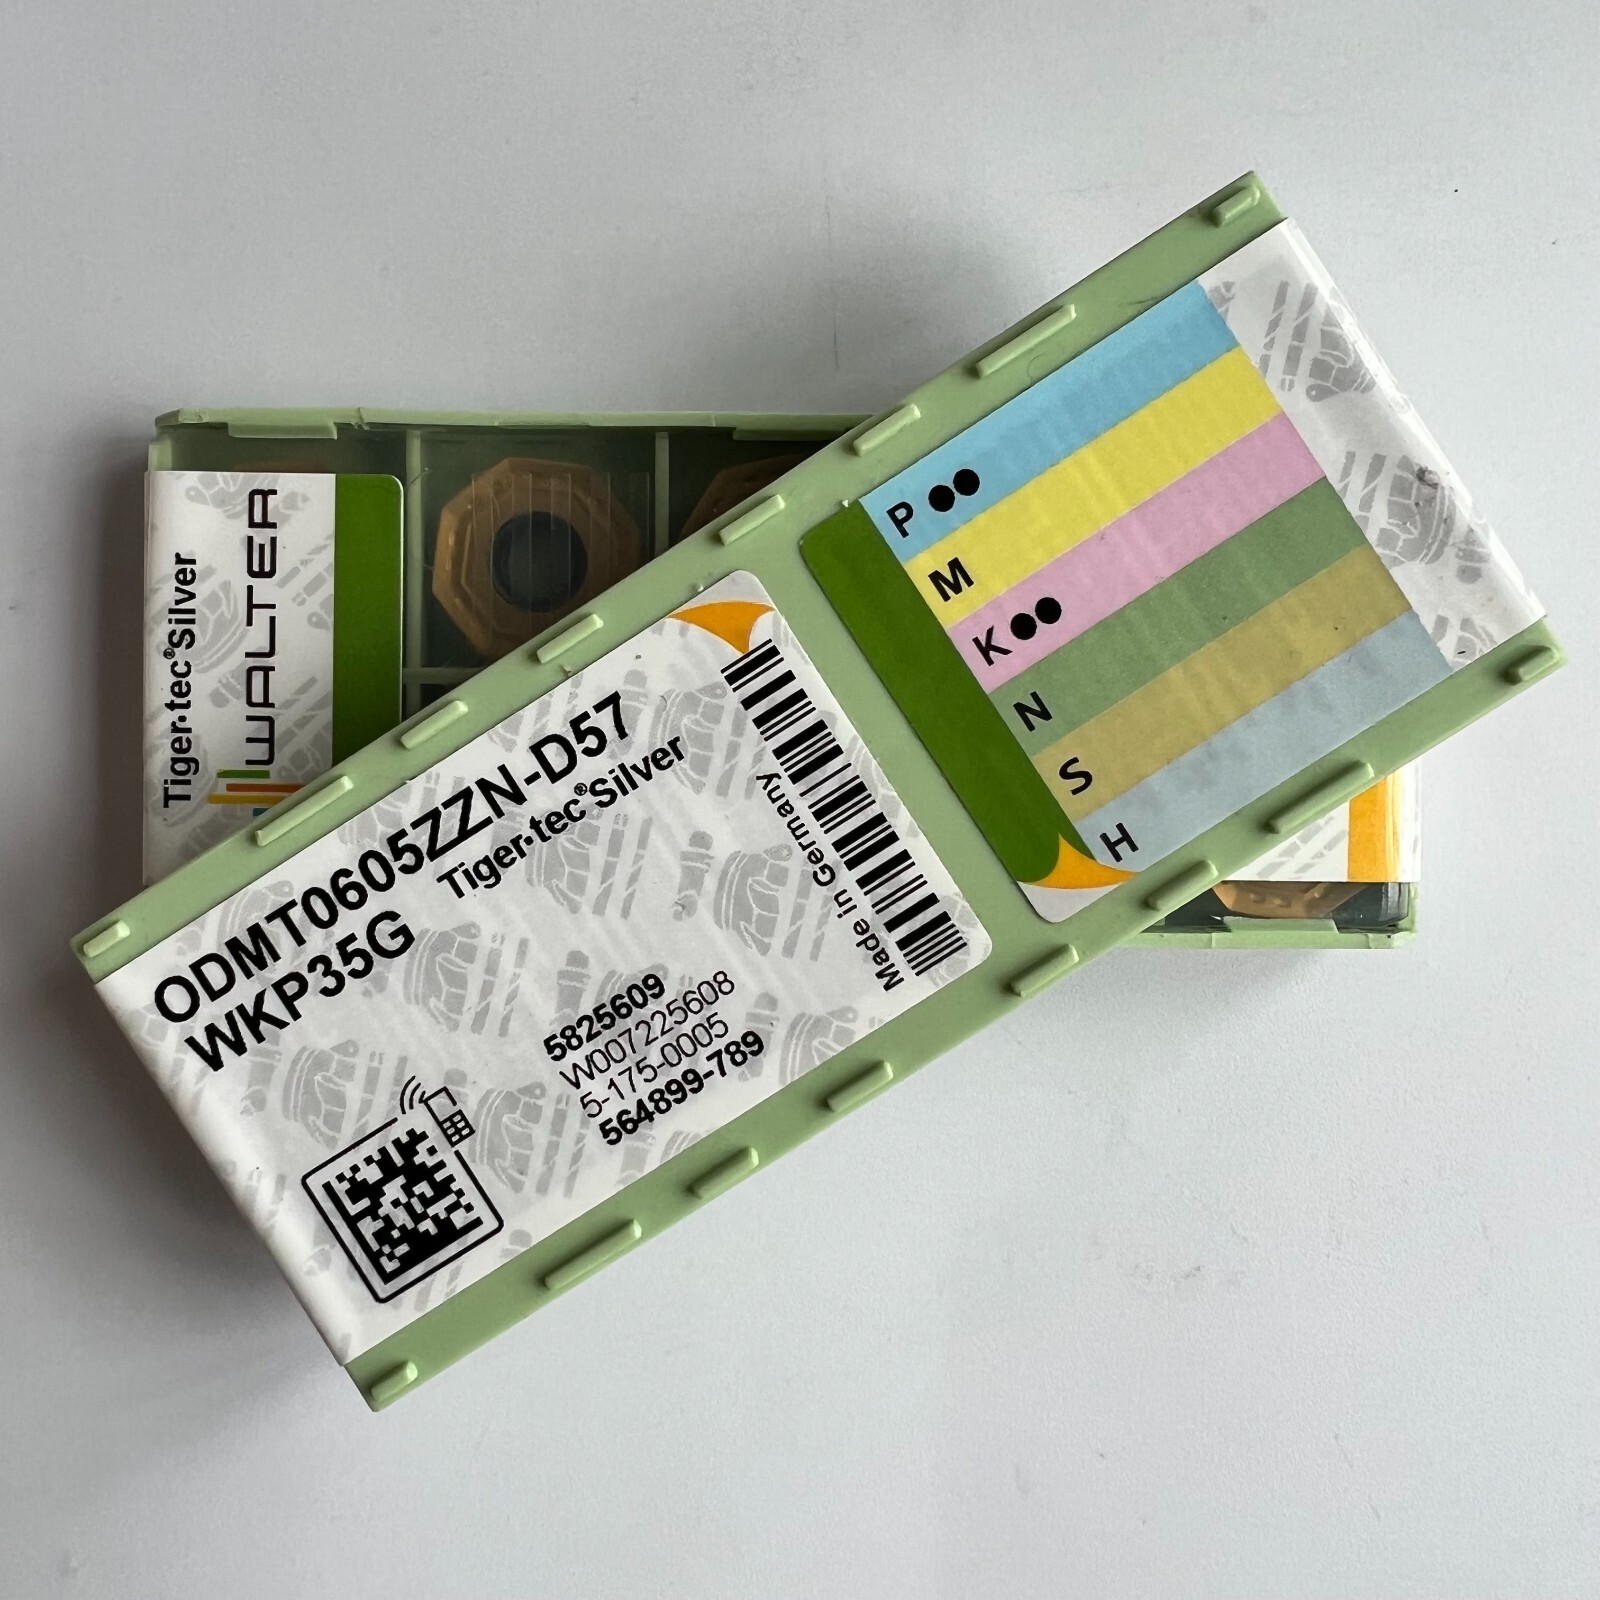 Tiger·tec®Silver
WALTER
ODMT0605ZZN-D57
WKP35G
Tiger·tec®Silver
5825609
W007225608
5-175-0005
564899-789
Made in Germany
P
M
K
N
S
H